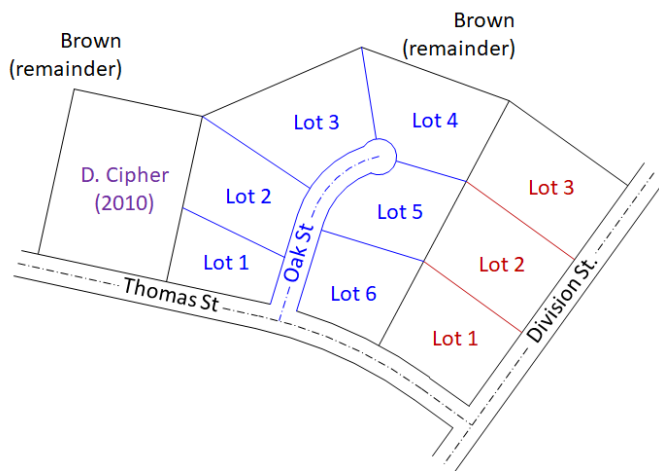 Brown
(remainder)
Brown
(remainder)
Lot 3
Lot 4
D. Cipher
(2010)
Lot 2
Lot 5
Lot 3
Lot 1
Oak St
Lot 6
Lot 2
Thomas St
Lot 1
Division St.